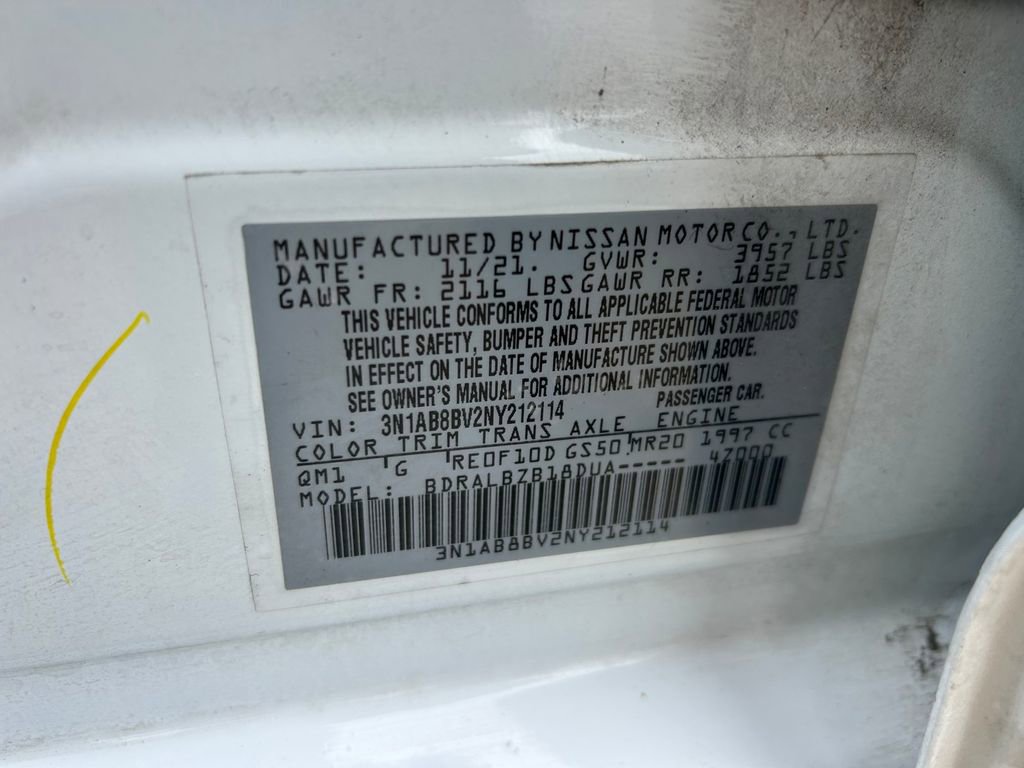 MANUFACTURED BY NISSAN MOTOR CO., LTD.
DATE: 11/21. GVWR: 3957 LBS
GAWR FR: 2116 LBS GAWR RR: 1852 LBS
THIS VEHICLE CONFORMS TO ALL APPLICABLE FEDERAL MOTOR
VEHICLE SAFETY, BUMPER AND THEFT PREVENTION STANDARDS
IN EFFECT ON THE DATE OF MANUFACTURE SHOWN ABOVE.
SEE OWNER'S MANUAL FOR ADDITIONAL INFORMATION.
VIN: 3N1AB8BV2NY212114 PASSENGER CAR.
COLOR TRIM TRANS AXLE ENGINE
QM1 G RE0F10D GS50 MR20 1997 CC
MODEL: BDRALBZB18DUA----- 4Z000
3N1AB8BV2NY212114